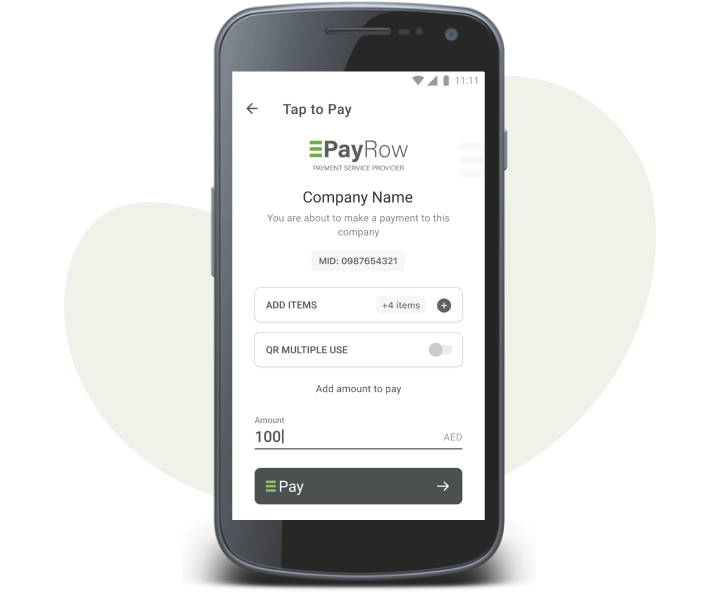 11:11
Tap to Pay
PayRow
PAYMENT SERVICE PROVIDER
Company Name
You are about to make a payment to this
company
MID: 0987654321
ADD ITEMS +4 items
QR MULTIPLE USE
Add amount to pay
Amount
100 AED
Pay